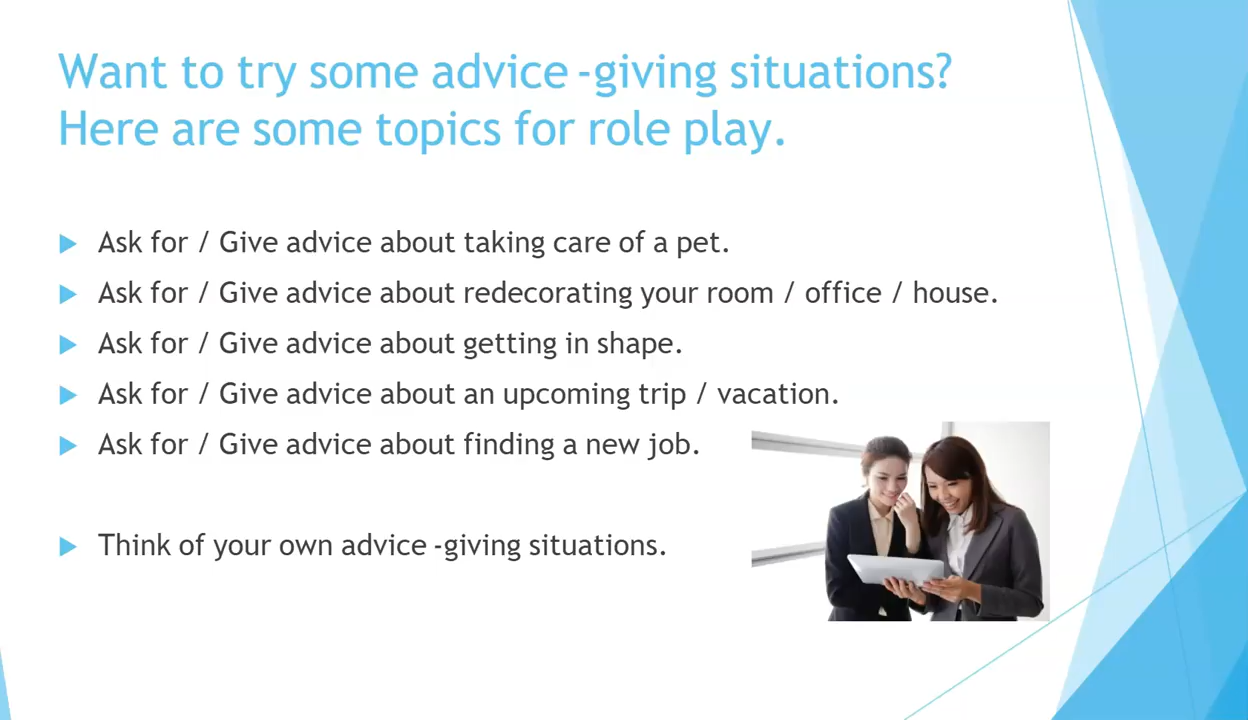 Want to try some advice -giving situations?
Here are some topics for role play.
Ask for / Give advice about taking care of a pet.
Ask for / Give advice about redecorating your room / office / house.
Ask for / Give advice about getting in shape.
Ask for / Give advice about an upcoming trip / vacation.
Ask for / Give advice about finding a new job.
Think of your own advice -giving situations.